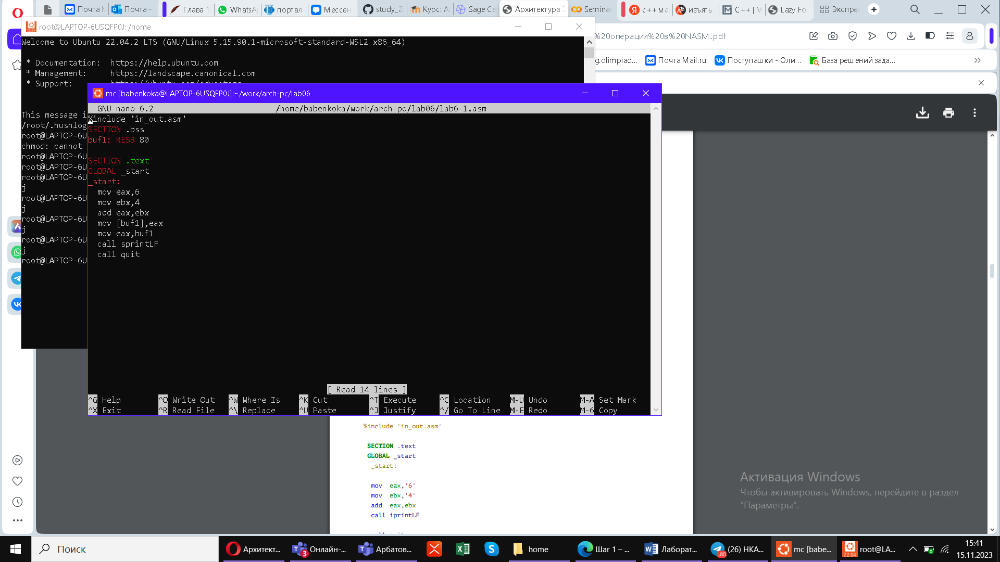 Почта М
Почта –
Глава 1
WhatsA
портал
Мессен
study_2
Курс: А
Sage Ce
Архитектура
Semina
с++ ма
изъять
C++ | M
Lazy Fo
Экспре
root@LAPTOP-6USQFP0J: /home
%20операции%20в%20NASM..pdf
g.olimpiad...
Почта Mail.ru
Поступашки - Оли...
База решений зада...
Welcome to Ubuntu 22.04.2 LTS (GNU/Linux 5.15.90.1-microsoft-standard-WSL2 x86_64)
* Documentation:  https://help.ubuntu.com
* Management:     https://landscape.canonical.com
* Support:        https://ubuntu.com/advantage
This message i
/root/.hushlog
root@LAPTOP-6U
chmod: cannot
root@LAPTOP-6U
root@LAPTOP-6U
root@LAPTOP-6U
j
root@LAPTOP-6U
j
root@LAPTOP-6U
j
root@LAPTOP-6U
j
root@LAPTOP-6U
mc [babenkoka@LAPTOP-6USQFP0J]:~/work/arch-pc/lab06
GNU nano 6.2 /home/babenkoka/work/arch-pc/lab06/lab6-1.asm
%include 'in_out.asm'
SECTION .bss
buf1: RESB 80
SECTION .text
GLOBAL _start
_start:
mov eax,6
mov ebx,4
add eax,ebx
mov [buf1],eax
mov eax,buf1
call sprintLF
call quit
[ Read 14 lines ]
^G Help ^O Write Out ^W Where Is ^K Cut ^T Execute ^C Location M-U Undo M-A Set Mark
^X Exit ^R Read File ^\ Replace ^U Paste ^J Justify ^/ Go To Line M-E Redo M-6 Copy
%include 'in_out.asm'
SECTION .text
GLOBAL _start
_start:
mov eax,'6'
mov ebx,'4'
add eax,ebx
call iprintLF
Активация Windows
Чтобы активировать Windows, перейдите в раздел
"Параметры".
Поиск
Архитект...
3
Онлайн-...
Арбатов...
home
Шаг 1 – ...
Лаборат...
80
(26) НКА...
mc [babe...
22.04
root@LA...
15:41
15.11.2023